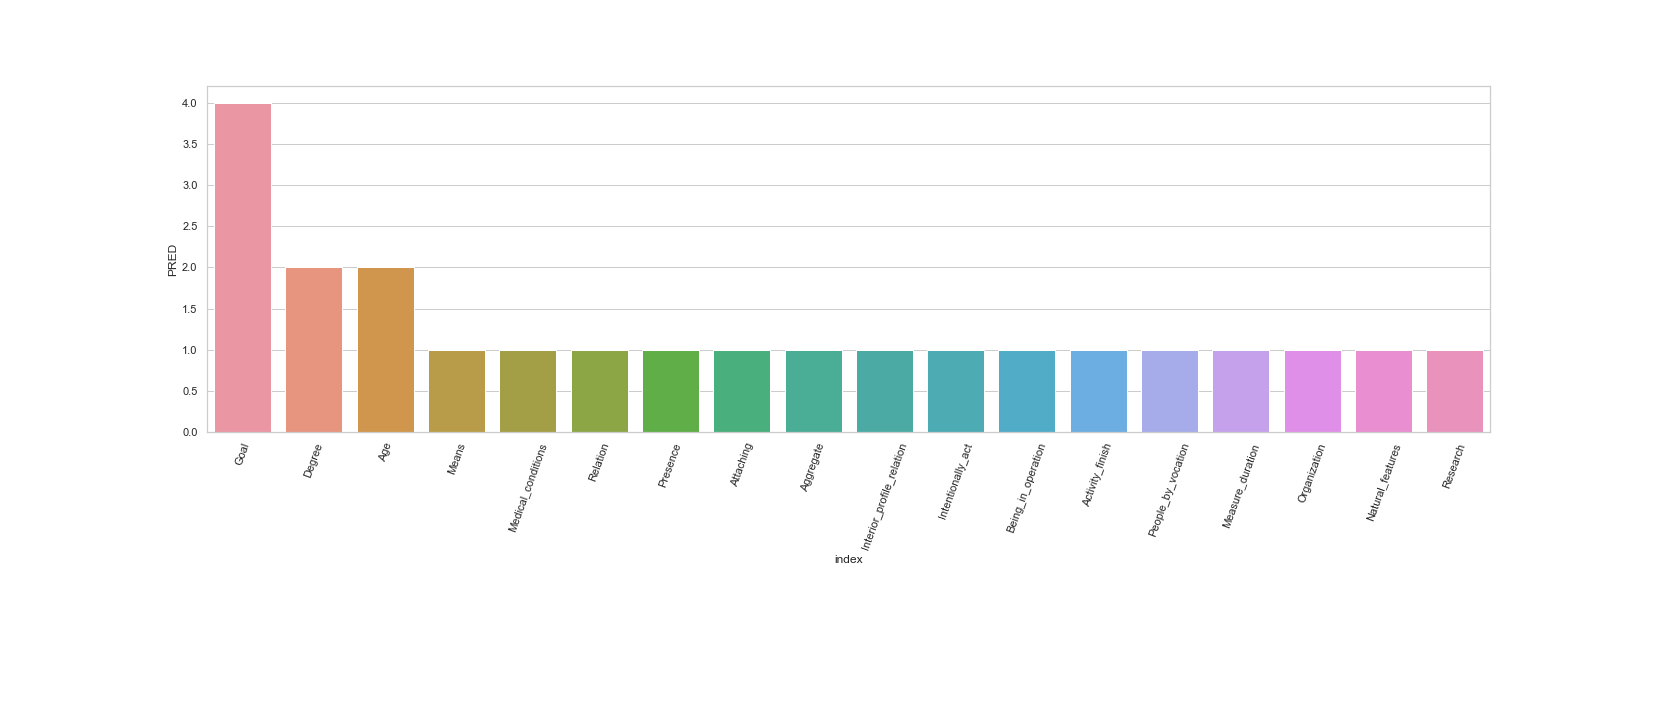 4.0
3.5
3.0
2.5
2.0
1.5
1.0
0.5
0.0
PRED
Goal
Degree
Age
Means
Medical_conditions
Relation
Presence
Attaching
Aggregate
Interior_profile_relation
Intentionally_act
Being_in_operation
Activity_finish
People_by_vocation
Measure_duration
Organization
Natural_features
Research
index